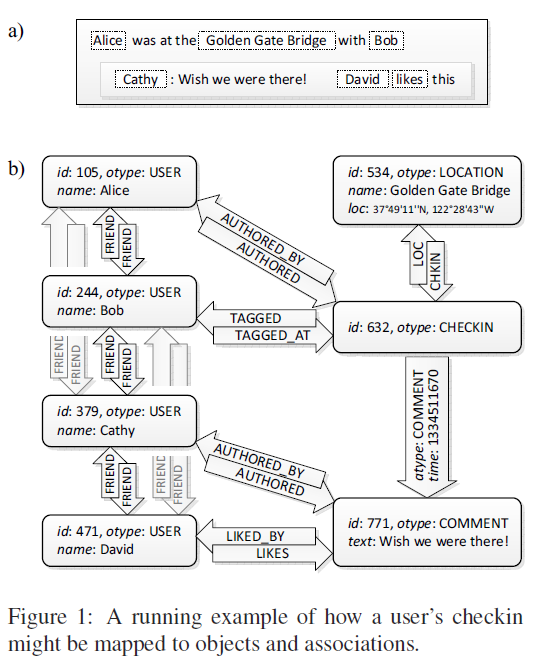 a)
Alice was at the Golden Gate Bridge with Bob
Cathy : Wish we were there! David likes this
b)
id: 105, otype: USER
name: Alice
id: 534, otype: LOCATION
name: Golden Gate Bridge
loc: 37°49'11"N, 122°28'43"W
FRIEND
FRIEND
AUTHORED_BY
AUTHORED
LOC
CHKIN
id: 244, otype: USER
name: Bob
TAGGED
TAGGED_AT
id: 632, otype: CHECKIN
FRIEND
FRIEND
FRIEND
FRIEND
atype: COMMENT
time: 1334511670
id: 379, otype: USER
name: Cathy
AUTHORED_BY
AUTHORED
FRIEND
FRIEND
FRIEND
FRIEND
id: 471, otype: USER
name: David
LIKED_BY
LIKES
id: 771, otype: COMMENT
text: Wish we were there!
Figure 1: A running example of how a user's checkin
might be mapped to objects and associations.